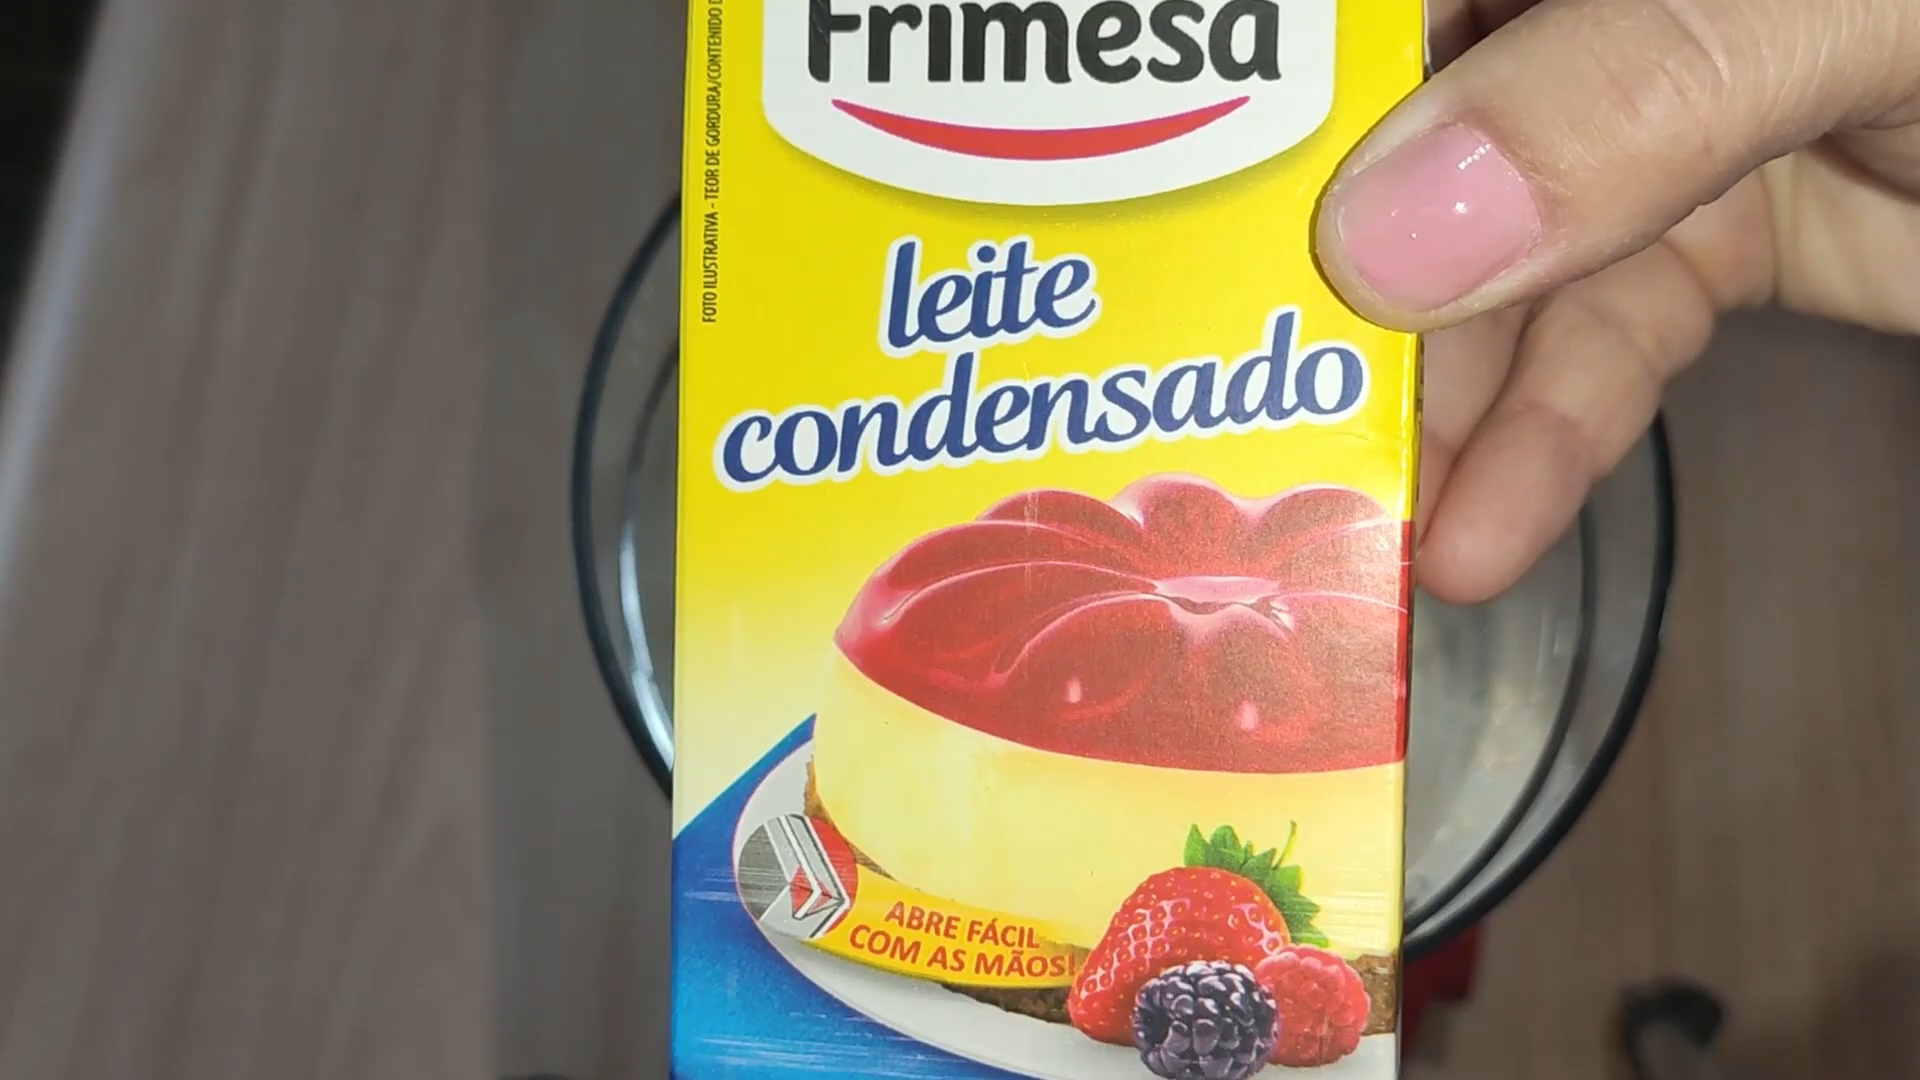 Frimesa
FOTO ILUSTRATIVA - TEOR DE GORDURA/CONTENIDO
leite
condensado
ABRE FÁCIL
COM AS MÃOS!